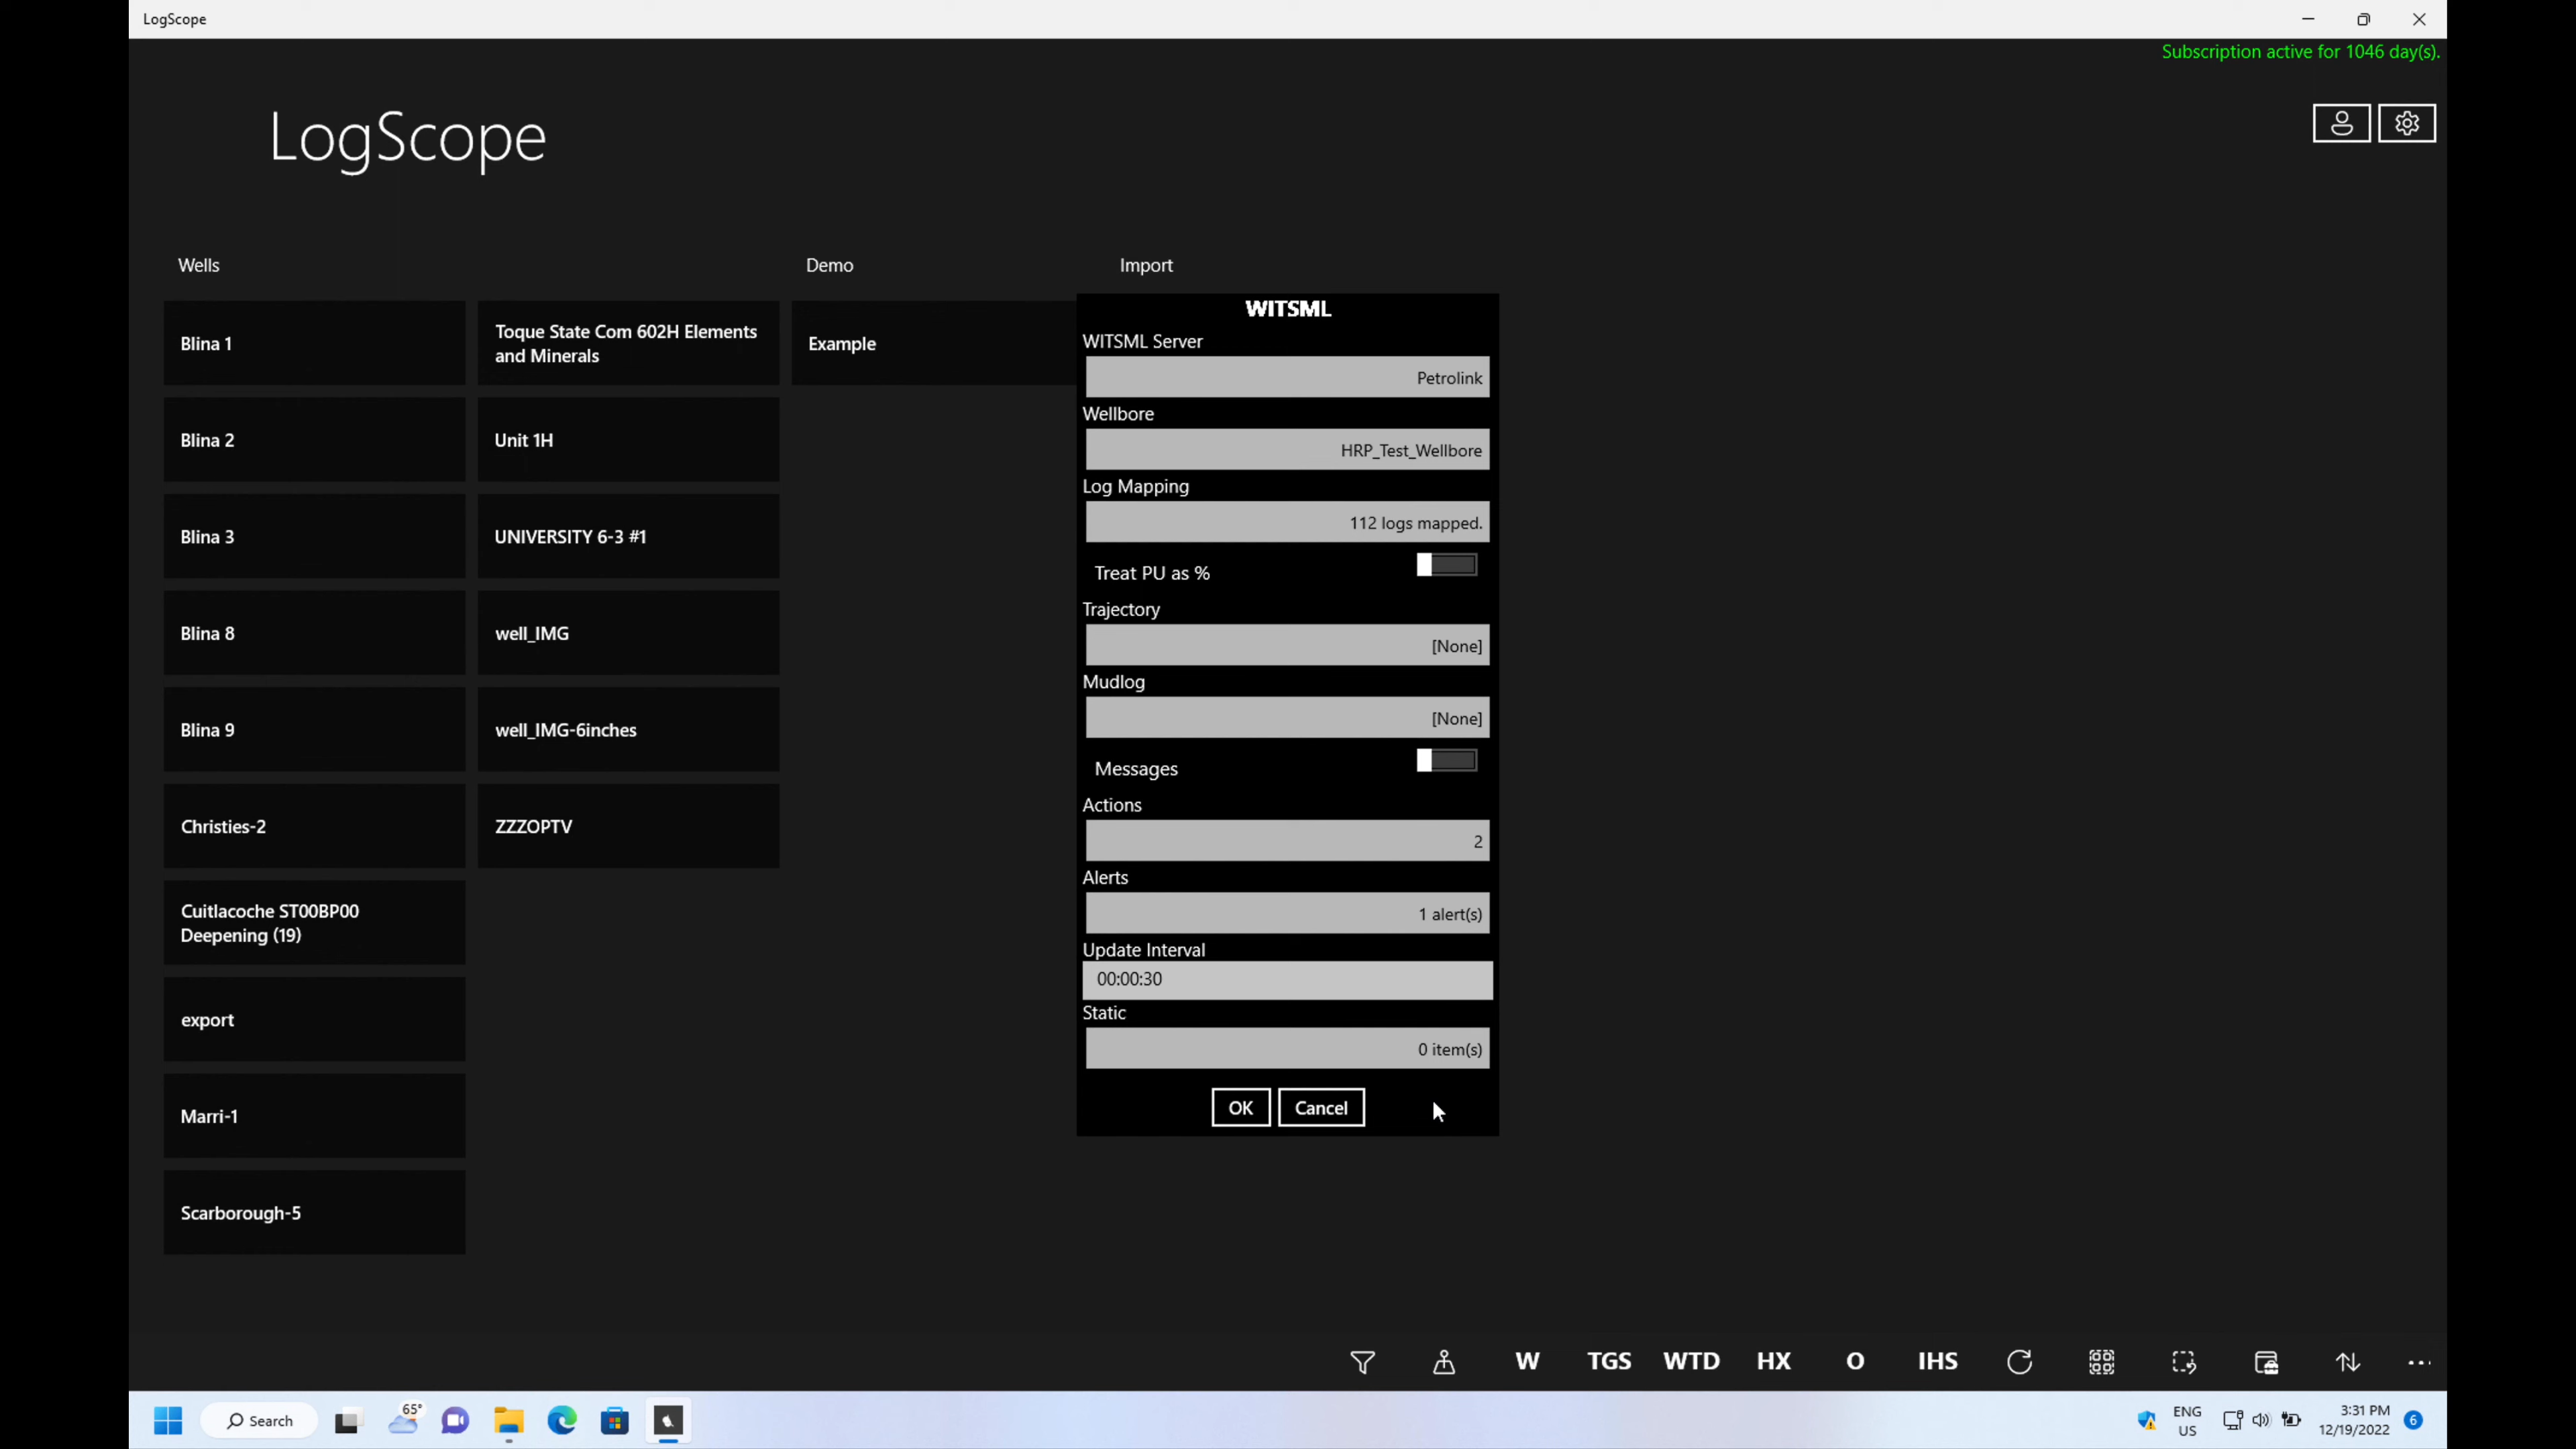 LogScope
Subscription active for 1046 day(s).
LogScope
Wells
Demo
Import
Blina 1
Blina 2
Blina 3
Blina 8
Blina 9
Christies-2
Cuitlacoche ST00BP00
Deepening (19)
export
Marri-1
Scarborough-5
Toque State Com 602H Elements
and Minerals
Unit 1H
UNIVERSITY 6-3 #1
well_IMG
well_IMG-6inches
ZZZOPTV
Example
WITSML
WITSML Server
Petrolink
Wellbore
HRP_Test_Wellbore
Log Mapping
112 logs mapped.
Treat PU as %
Trajectory
[None]
Mudlog
[None]
Messages
Actions
2
Alerts
1 alert(s)
Update Interval
00:00:30
Static
0 item(s)
OK Cancel
W TGS WTD HX O IHS
Search
65°
ENG
US
3:31 PM
12/19/2022
6